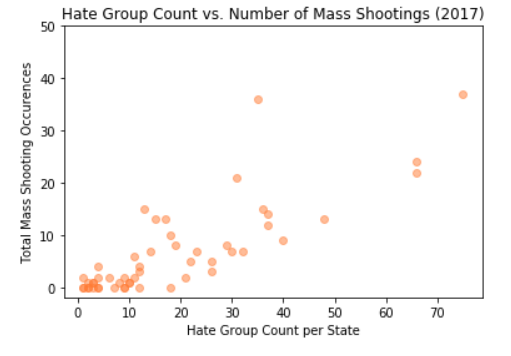 Hate Group Count vs. Number of Mass Shootings (2017)
50
40
30
20
10
0
Total Mass Shooting Occurences
0 10 20 30 40 50 60 70
Hate Group Count per State